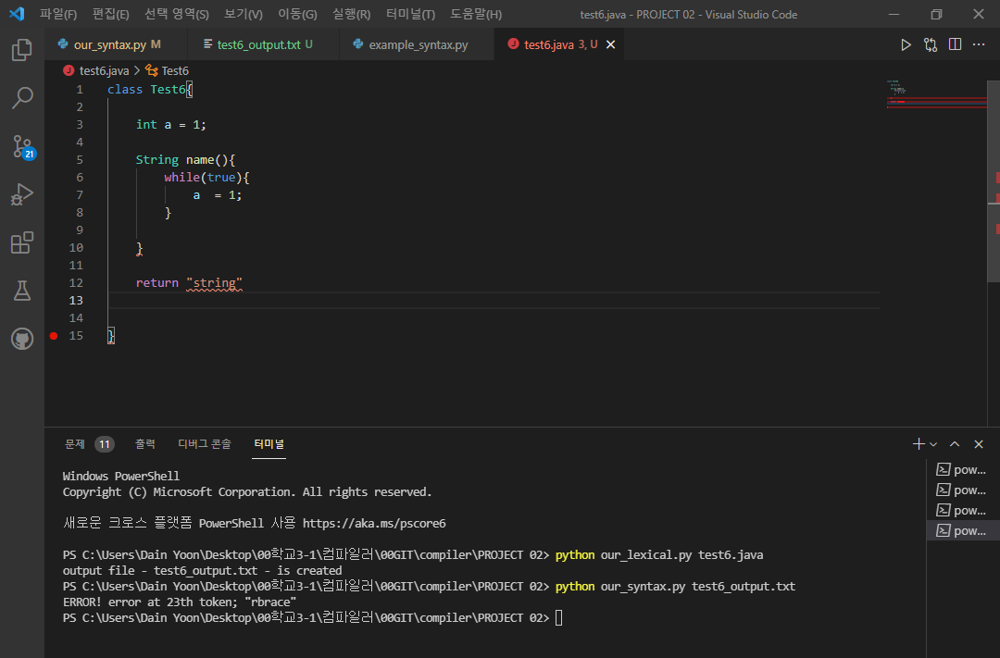 파일(F) 편집(E) 선택 영역(S) 보기(V) 이동(G) 실행(R) 터미널(T) 도움말(H) test6.java - PROJECT 02 - Visual Studio Code
our_syntax.py M test6_output.txt U example_syntax.py test6.java 3, U
test6.java > Test6
1 class Test6{
2
3 int a = 1;
4
5 String name(){
6 while(true){
7 a  = 1;
8 }
9
10 }
11
12 return "string"
13
14
15 }
21
문제 11 출력 디버그 콘솔 터미널
Windows PowerShell
Copyright (C) Microsoft Corporation. All rights reserved.
새로운 크로스 플랫폼 PowerShell 사용 https://aka.ms/pscore6
PS C:\Users\Dain Yoon\Desktop\00학교3-1\컴파일러\00GIT\compiler\PROJECT 02> python our_lexical.py test6.java
output file - test6_output.txt - is created
PS C:\Users\Dain Yoon\Desktop\00학교3-1\컴파일러\00GIT\compiler\PROJECT 02> python our_syntax.py test6_output.txt
ERROR! error at 23th token; "rbrace"
PS C:\Users\Dain Yoon\Desktop\00학교3-1\컴파일러\00GIT\compiler\PROJECT 02>
pow...
pow...
pow...
pow...